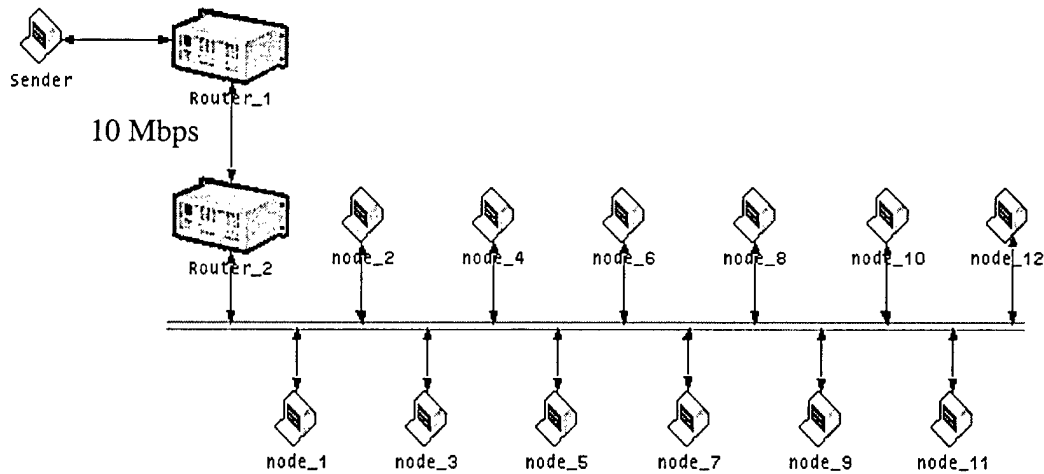 Sender
Router_1
10 Mbps
Router_2
node_2
node_4
node_6
node_8
node_10
node_12
node_1
node_3
node_5
node_7
node_9
node_11